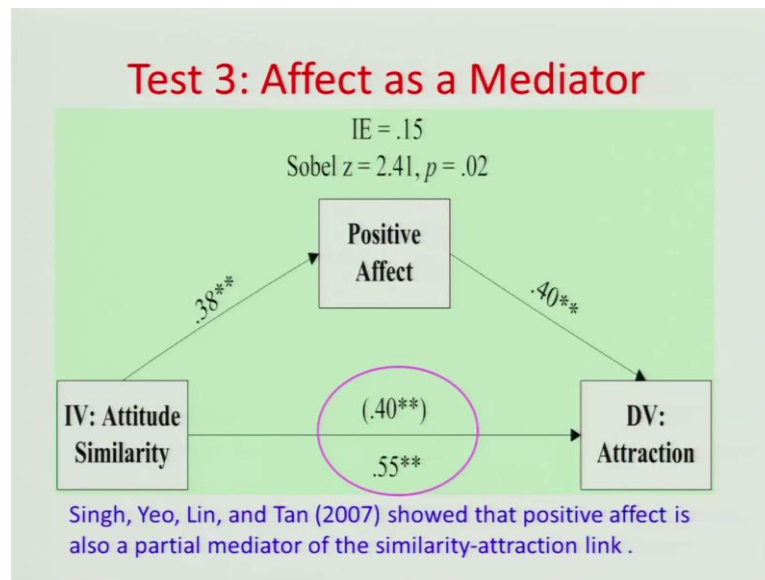 Test 3: Affect as a Mediator
IE = .15
Sobel z = 2.41, p = .02
Positive
Affect
.38**
.40**
IV: Attitude
Similarity
(.40**)
.55**
DV:
Attraction
Singh, Yeo, Lin, and Tan (2007) showed that positive affect is
also a partial mediator of the similarity-attraction link .